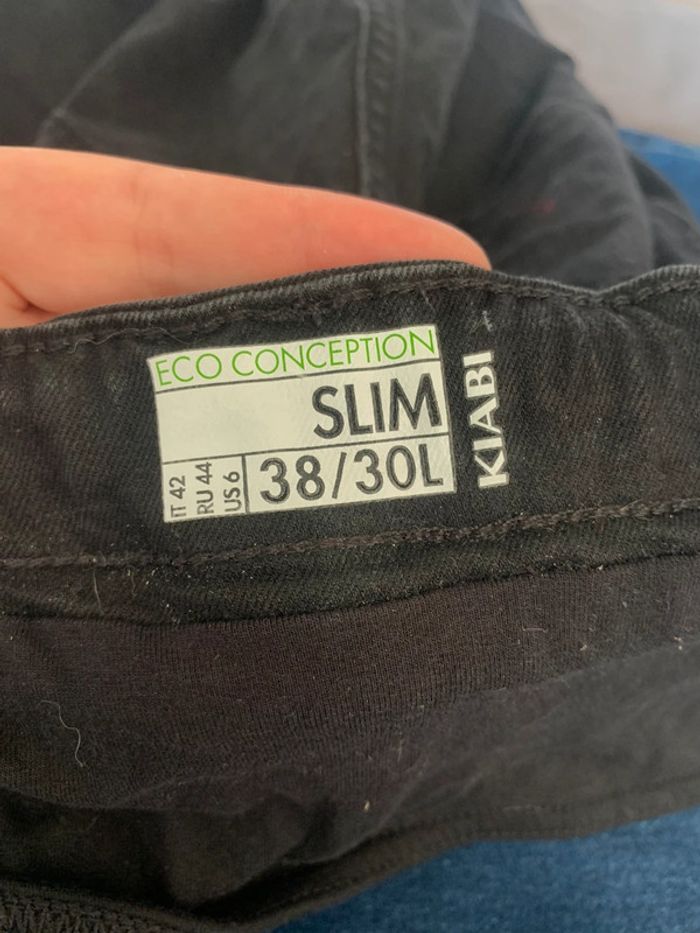 ECO CONCEPTION
SLIM
IT 42
RU 44
US 6
38/30L
KIABI